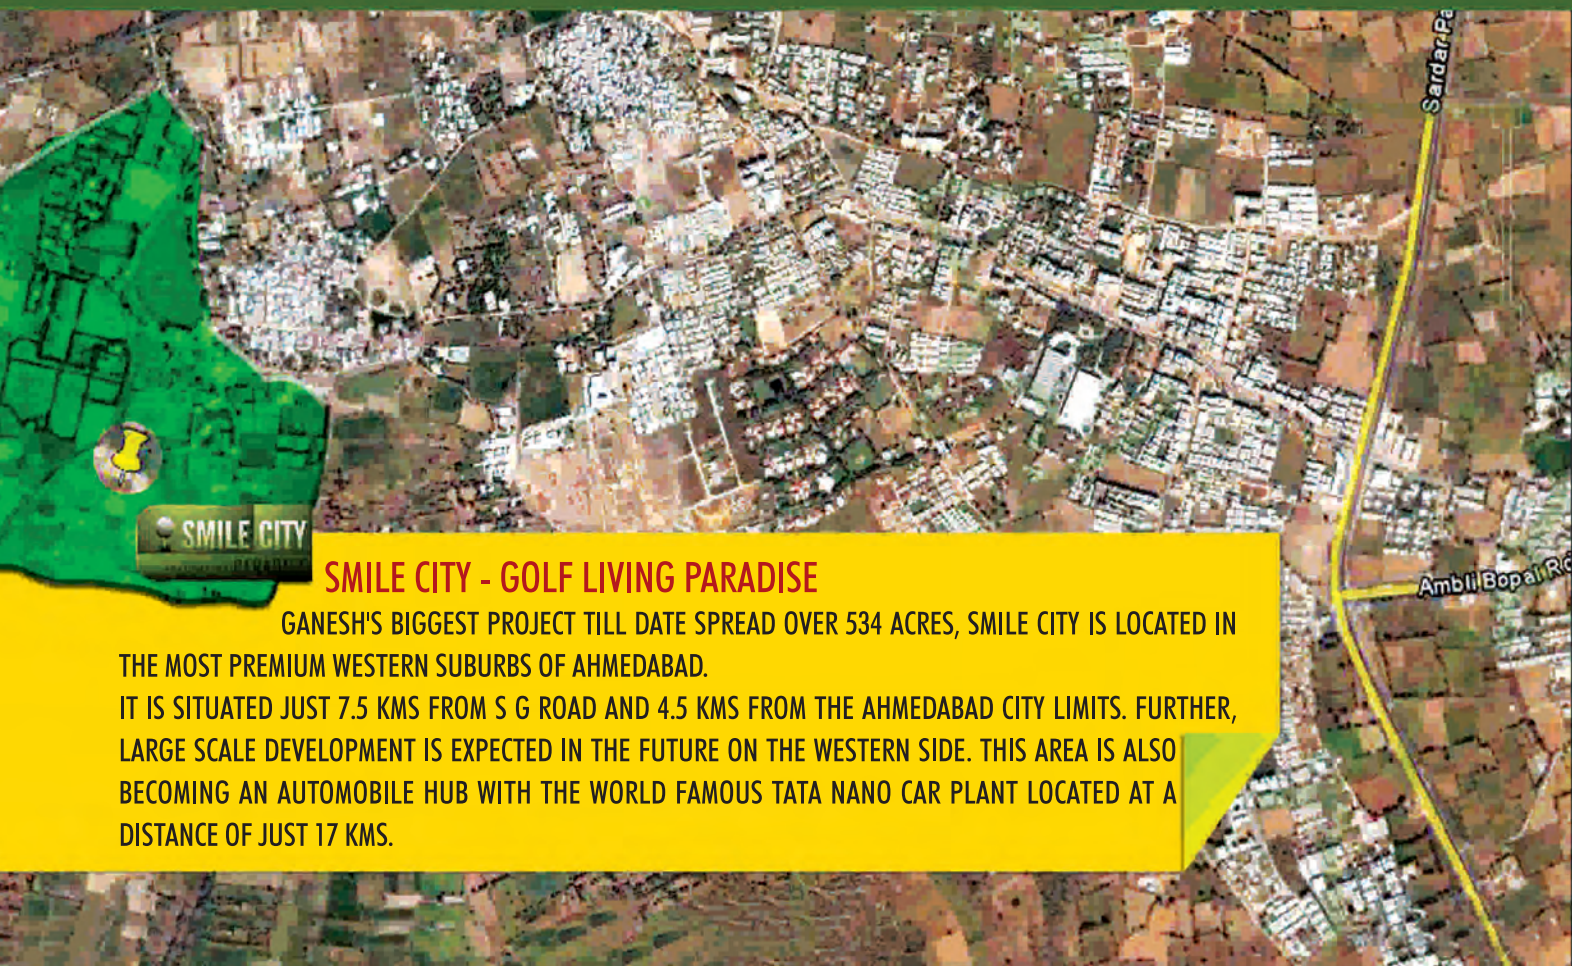 Sardar Pa
SMILE CITY
SMILE CITY - GOLF LIVING PARADISE
GANESH'S BIGGEST PROJECT TILL DATE SPREAD OVER 534 ACRES, SMILE CITY IS LOCATED IN
THE MOST PREMIUM WESTERN SUBURBS OF AHMEDABAD.
IT IS SITUATED JUST 7.5 KMS FROM S G ROAD AND 4.5 KMS FROM THE AHMEDABAD CITY LIMITS. FURTHER,
LARGE SCALE DEVELOPMENT IS EXPECTED IN THE FUTURE ON THE WESTERN SIDE. THIS AREA IS ALSO
BECOMING AN AUTOMOBILE HUB WITH THE WORLD FAMOUS TATA NANO CAR PLANT LOCATED AT A
DISTANCE OF JUST 17 KMS.
Ambli Bopal Rd